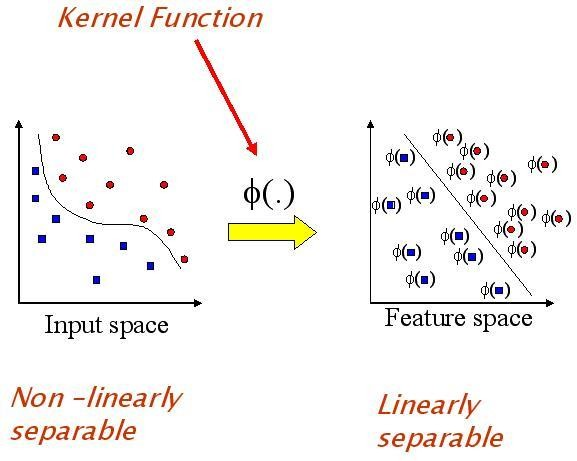 Kernel Function
ϕ(.)
Input space
Non -linearly
separable
ϕ(●)
ϕ(●)
ϕ(■)
ϕ(●)
ϕ(●)
ϕ(■)
ϕ(●)
ϕ(■)
ϕ(●)
ϕ(●)
ϕ(●)
ϕ(■)
ϕ(●)
ϕ(■)
ϕ(■)
ϕ(■)
ϕ(■)
Feature space
Linearly
separable